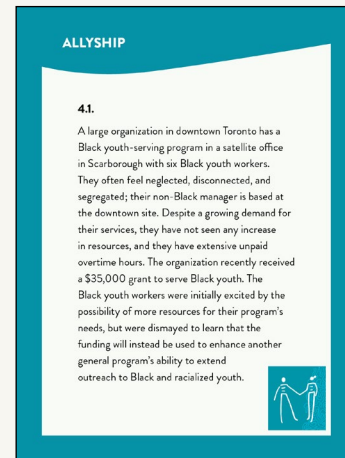 ALLYSHIP
4.1.
A large organization in downtown Toronto has a
Black youth-serving program in a satellite office
in Scarborough with six Black youth workers.
They often feel neglected, disconnected, and
segregated; their non-Black manager is based at
the downtown site. Despite a growing demand for
their services, they have not seen any increase
in resources, and they have extensive unpaid
overtime hours. The organization recently received
a $35,000 grant to serve Black youth. The
Black youth workers were initially excited by the
possibility of more resources for their program's
needs, but were dismayed to learn that the
funding will instead be used to enhance another
general program's ability to extend
outreach to Black and racialized youth.